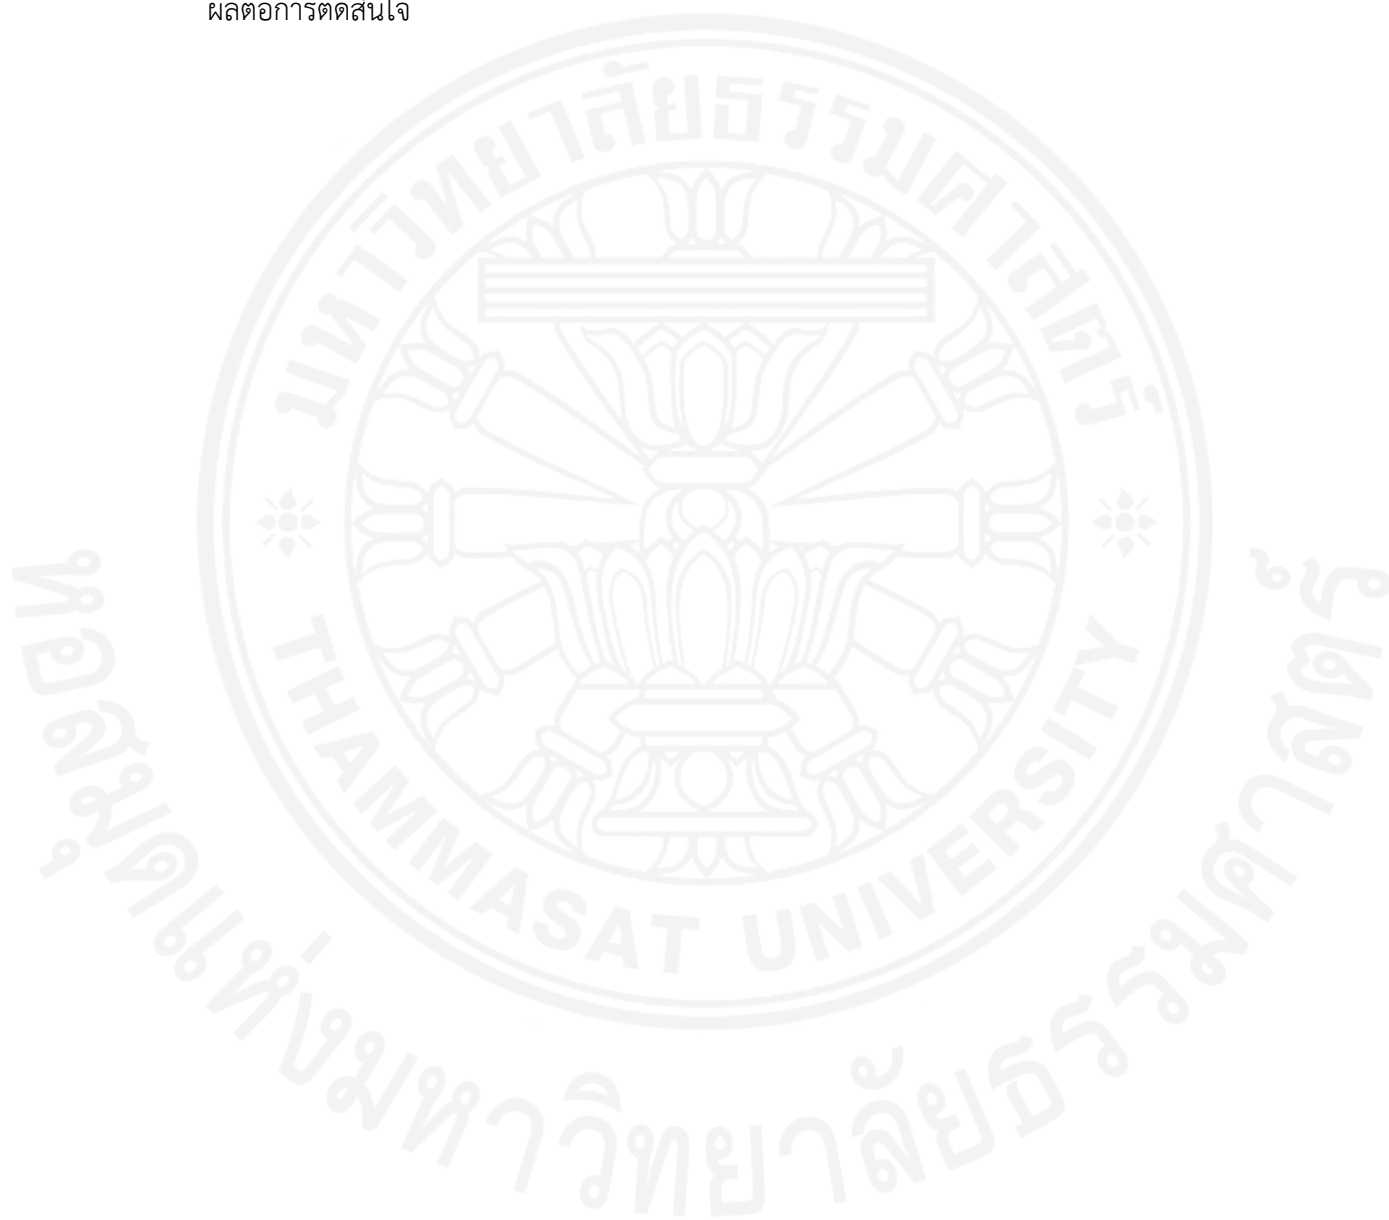 ผลต่อการตัดสินใจ
มหาวิทยาลัยธรรมศาสตร์
THAMMASAT UNIVERSITY
หอสมุดแห่งมหาวิทยาลัยธรรมศาสตร์